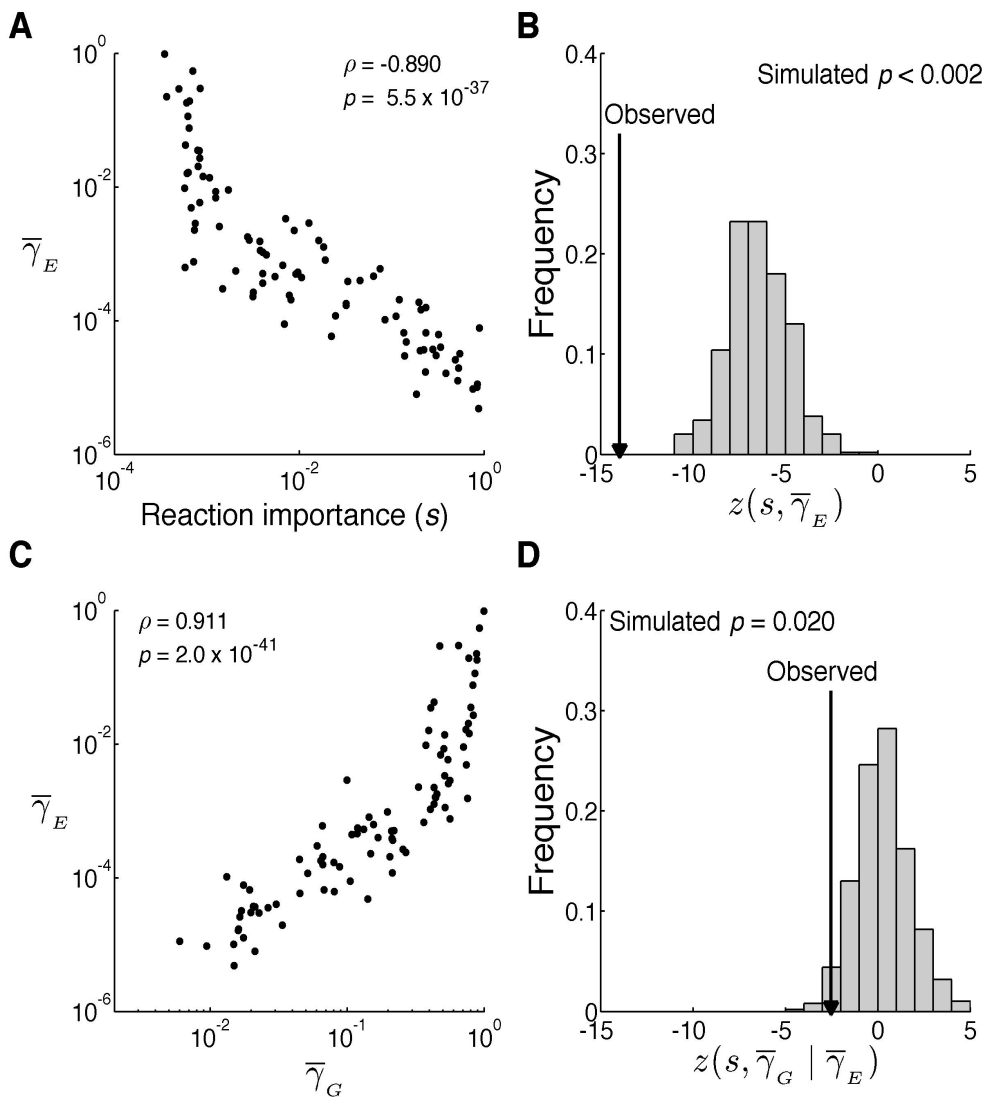 A
ρ = -0.890
p = 5.5 x 10^-37
10^0
10^-2
10^-4
10^-6
γ̅_E
10^-4 10^-2 10^0
Reaction importance (s)
B
Simulated p < 0.002
Observed
0.4
0.3
0.2
0.1
0
Frequency
-15 -10 -5 0 5
z(s, γ̅_E)
C
ρ = 0.911
p = 2.0 x 10^-41
10^0
10^-2
10^-4
10^-6
γ̅_E
10^-2 10^-1 10^0
γ̅_G
D
Simulated p = 0.020
Observed
0.4
0.3
0.2
0.1
0
Frequency
-15 -10 -5 0 5
z(s, γ̅_G | γ̅_E)